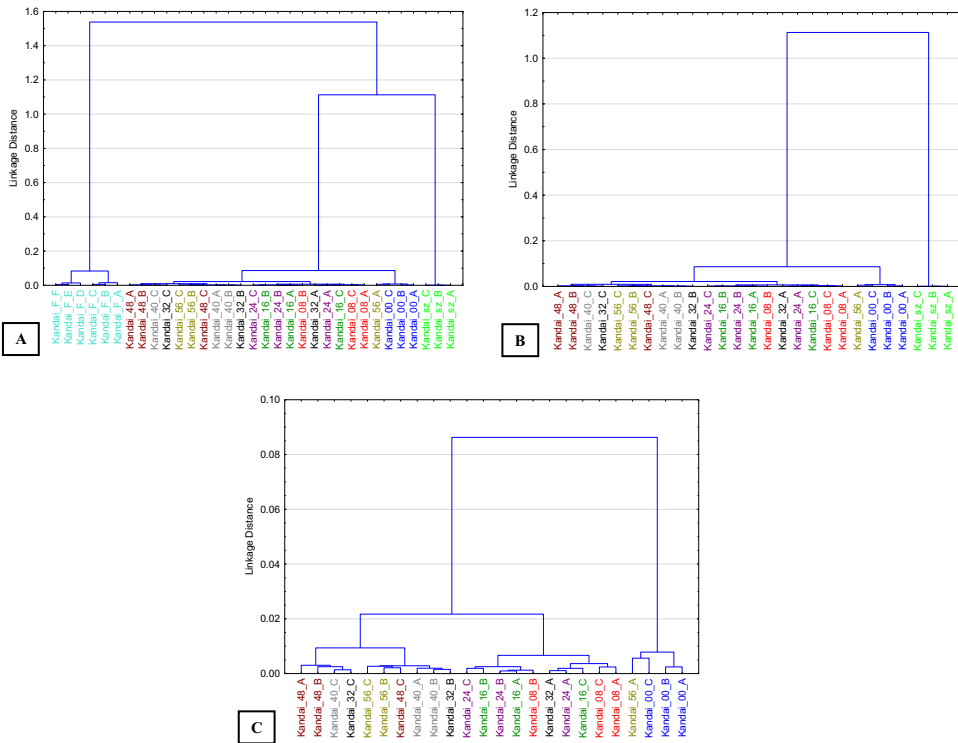 1.6
1.4
1.2
1.0
0.8
0.6
0.4
0.2
0.0
Linkage Distance
Kandai_F_F
Kandai_F_E
Kandai_F_D
Kandai_F_C
Kandai_F_B
Kandai_F_A
Kandai_48_A
Kandai_48_B
Kandai_40_C
Kandai_32_C
Kandai_56_C
Kandai_56_B
Kandai_48_C
Kandai_40_A
Kandai_40_B
Kandai_32_B
Kandai_24_C
Kandai_16_B
Kandai_24_B
Kandai_16_A
Kandai_08_B
Kandai_32_A
Kandai_24_A
Kandai_16_C
Kandai_08_C
Kandai_08_A
Kandai_56_A
Kandai_00_C
Kandai_00_B
Kandai_00_A
Kandai_sz_C
Kandai_sz_B
Kandai_sz_A
A
1.2
1.0
0.8
0.6
0.4
0.2
0.0
Linkage Distance
Kandai_48_A
Kandai_48_B
Kandai_40_C
Kandai_32_C
Kandai_56_C
Kandai_56_B
Kandai_48_C
Kandai_40_A
Kandai_40_B
Kandai_32_B
Kandai_24_C
Kandai_16_B
Kandai_24_B
Kandai_16_A
Kandai_08_B
Kandai_32_A
Kandai_24_A
Kandai_16_C
Kandai_08_C
Kandai_08_A
Kandai_56_A
Kandai_00_C
Kandai_00_B
Kandai_00_A
Kandai_sz_C
Kandai_sz_B
Kandai_sz_A
B
0.10
0.08
0.06
0.04
0.02
0.00
Linkage Distance
Kandai_48_A
Kandai_48_B
Kandai_40_C
Kandai_32_C
Kandai_56_C
Kandai_56_B
Kandai_48_C
Kandai_40_A
Kandai_40_B
Kandai_32_B
Kandai_24_C
Kandai_16_B
Kandai_24_B
Kandai_16_A
Kandai_08_B
Kandai_32_A
Kandai_24_A
Kandai_16_C
Kandai_08_C
Kandai_08_A
Kandai_56_A
Kandai_00_C
Kandai_00_B
Kandai_00_A
C